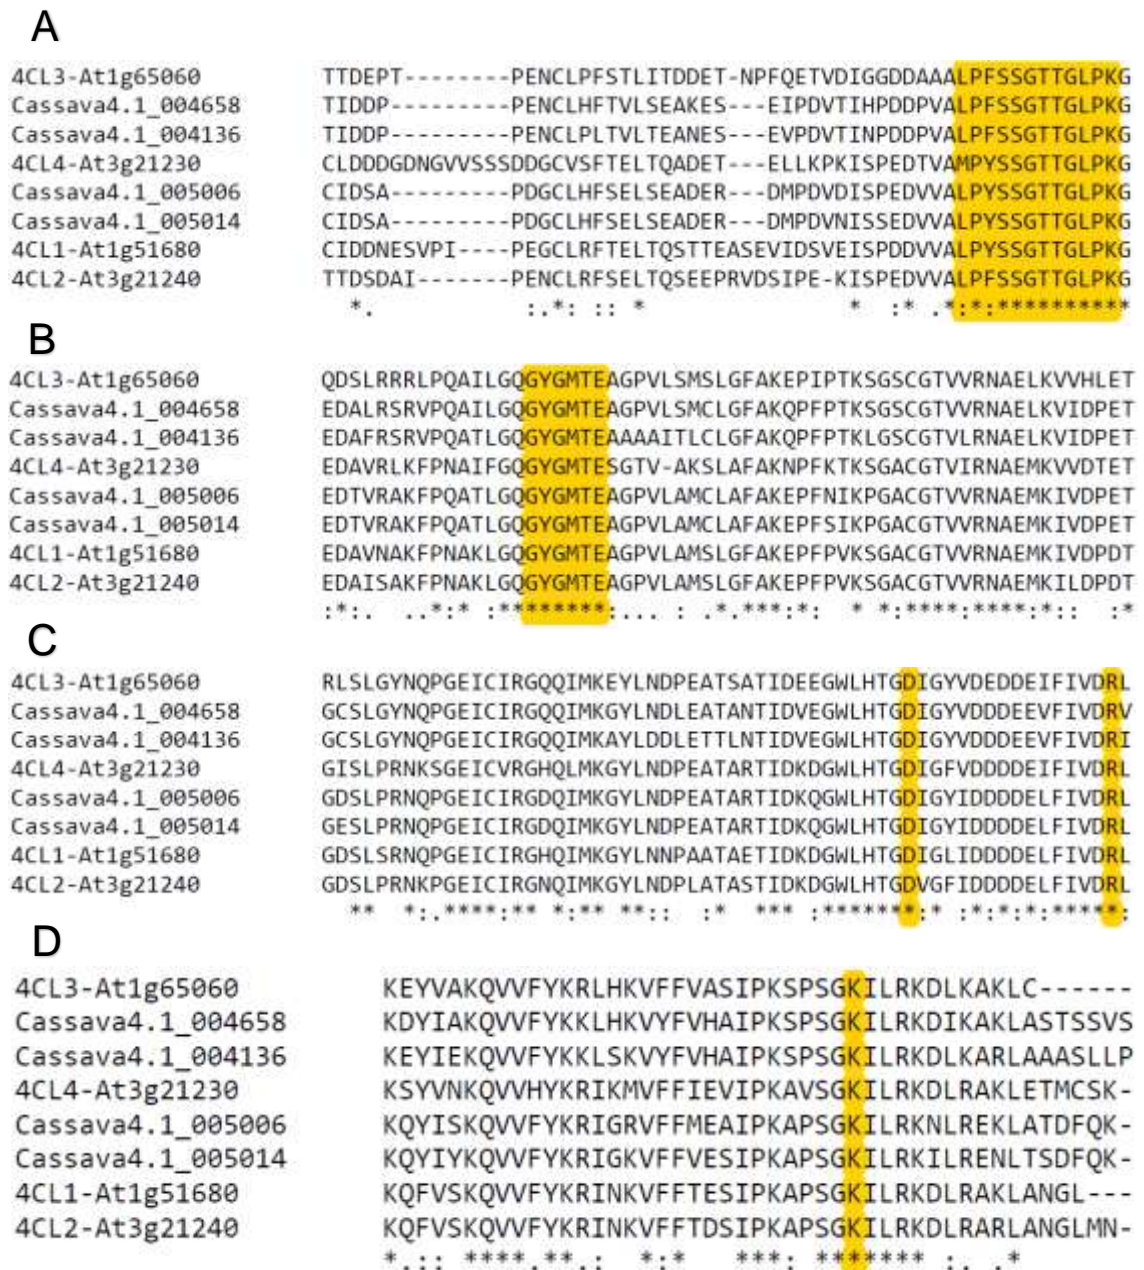 A
4CL3-At1g65060 TTDEPT--------PENCLPFSTLITDDET-NPFQETVDIGGDDAAALPFSSGTTGLPKG
Cassava4.1_004658 TIDDP---------PENCLHFTVLSEAKES---EIPDVTIHPDDPVALPFSSGTTGLPKG
Cassava4.1_004136 TIDDP---------PENCLPLTVLTEANES---EVPDVTINPDDPVALPFSSGTTGLPKG
4CL4-At3g21230 CLDDDGDNGVVSSSDDGCVSFTELTQADET---ELLKPKISPEDTVAMPYSSGTTGLPKG
Cassava4.1_005006 CIDSA---------PDGCLHFSELSEADER---DMPDVDISPEDVVALPYSSGTTGLPKG
Cassava4.1_005014 CIDSA---------PDGCLHFSELSEADER---DMPDVNISSEDVVALPYSSGTTGLPKG
4CL1-At1g51680 CIDDNESVPI----PEGCLRFTELTQSTTEASEVIDSVEISPDDVVALPYSSGTTGLPKG
4CL2-At3g21240 TTDSDAI-------PENCLRFSELTQSEEPRVDSIPE-KISPEDVVALPFSSGTTGLPKG
*. :.*: :: * * :* .*:*:**********
B
4CL3-At1g65060 QDSLRRRLPQAILGQGYGMTEAGPVLSMSLGFAKEPIPTKSGSCGTVVRNAELKVVHLET
Cassava4.1_004658 EDALRSRVPQAILGQGYGMTEAGPVLSMCLGFAKQPFPTKSGSCGTVVRNAELKVIDPET
Cassava4.1_004136 EDAFRSRVPQATLGQGYGMTEAAAAITLCLGFAKQPFPTKLGSCGTVLRNAELKVIDPET
4CL4-At3g21230 EDAVRLKFPNAIFGQGYGMTESGTV-AKSLAFAKNPFKTKSGACGTVIRNAEMKVVDTET
Cassava4.1_005006 EDTVRAKFPQATLGQGYGMTEAGPVLAMCLAFAKEPFNIKPGACGTVVRNAEMKIVDPET
Cassava4.1_005014 EDTVRAKFPQATLGQGYGMTEAGPVLAMCLAFAKEPFSIKPGACGTVVRNAEMKIVDPET
4CL1-At1g51680 EDAVNAKFPNAKLGQGYGMTEAGPVLAMSLGFAKEPFPVKSGACGTVVRNAEMKIVDPDT
4CL2-At3g21240 EDAISAKFPNAKLGQGYGMTEAGPVLAMSLGFAKEPFPVKSGACGTVVRNAEMKILDPDT
:*:. ..*:* :********:... : .*.***:*: * *:****:****:*:: :*
C
4CL3-At1g65060 RLSLGYNQPGEICIRGQQIMKEYLNDPEATSATIDEEGWLHTGDIGYVDEDDEIFIVDRL
Cassava4.1_004658 GCSLGYNQPGEICIRGQQIMKGYLNDLEATANTIDVEGWLHTGDIGYVDDDDEVFIVDRV
Cassava4.1_004136 GCSLGYNQPGEICIRGQQIMKAYLDDLETTLNTIDVEGWLHTGDIGYVDDDDEVFIVDRI
4CL4-At3g21230 GISLPRNKSGEICVRGHQLMKGYLNDPEATARTIDKDGWLHTGDIGFVDDDDEIFIVDRL
Cassava4.1_005006 GDSLPRNQPGEICIRGDQIMKGYLNDPEATARTIDKQGWLHTGDIGYIDDDDELFIVDRL
Cassava4.1_005014 GESLPRNQPGEICIRGDQIMKGYLNDPEATARTIDKQGWLHTGDIGYIDDDDELFIVDRL
4CL1-At1g51680 GDSLSRNQPGEICIRGHQIMKGYLNNPAATAETIDKDGWLHTGDIGLIDDDDELFIVDRL
4CL2-At3g21240 GDSLPRNKPGEICIRGNQIMKGYLNDPLATASTIDKDGWLHTGDVGFIDDDDELFIVDRL
** *:.****:** *:** **:: :* *** :*******:* :*:*:*:*****:
D
4CL3-At1g65060 KEYVAKQVVFYKRLHKVFFVASIPKSPSGKILRKDLKAKLC------
Cassava4.1_004658 KDYIAKQVVFYKKLHKVYFVHAIPKSPSGKILRKDIKAKLASTSSVS
Cassava4.1_004136 KEYIEKQVVFYKKLSKVYFVHAIPKSPSGKILRKDLKARLAAASLLP
4CL4-At3g21230 KSYVNKQVVHYKRIKMVFFIEVIPKAVSGKILRKDLRAKLETMCSK-
Cassava4.1_005006 KQYISKQVVFYKRIGRVFFMEAIPKAPSGKILRKNLREKLATDFQK-
Cassava4.1_005014 KQYIYKQVVFYKRIGKVFFVESIPKAPSGKILRKILRENLTSDFQK-
4CL1-At1g51680 KQFVSKQVVFYKRINKVFFTESIPKAPSGKILRKDLRAKLANGL---
4CL2-At3g21240 KQFVSKQVVFYKRINKVFFTDSIPKAPSGKILRKDLRARLANGLMN-
*.:: ****.**.: *:* ***: ******* :. .*